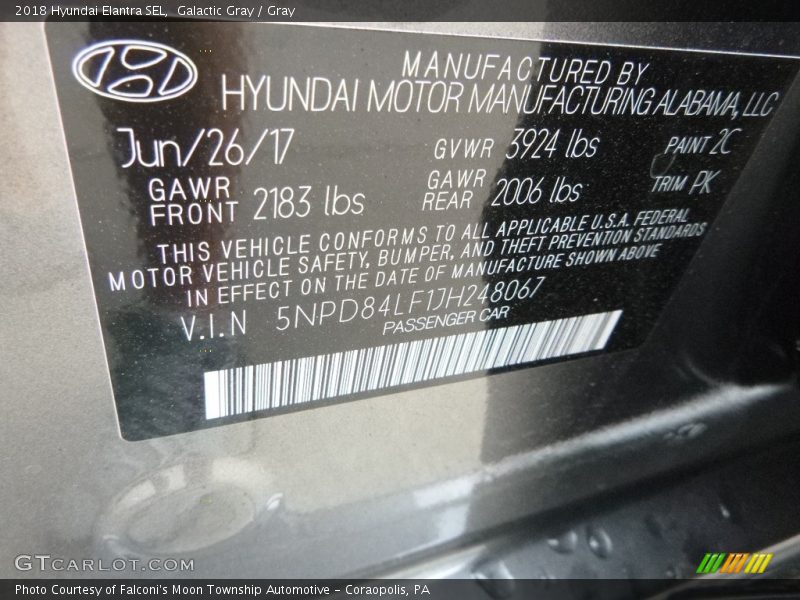 2018 Hyundai Elantra SEL,  Galactic Gray / Gray
MANUFACTURED BY
HYUNDAI MOTOR MANUFACTURING ALABAMA, LLC
Jun/26/17 GVWR 3924 lbs PAINT 2C
GAWR FRONT 2183 lbs GAWR REAR 2006 lbs TRIM PK
THIS VEHICLE CONFORMS TO ALL APPLICABLE U.S.A. FEDERAL
MOTOR VEHICLE SAFETY, BUMPER, AND THEFT PREVENTION STANDARDS
IN EFFECT ON THE DATE OF MANUFACTURE SHOWN ABOVE
V.I.N 5NPD84LF1JH248067
PASSENGER CAR
GTCARLOT.COM
Photo Courtesy of Falconi's Moon Township Automotive - Coraopolis, PA